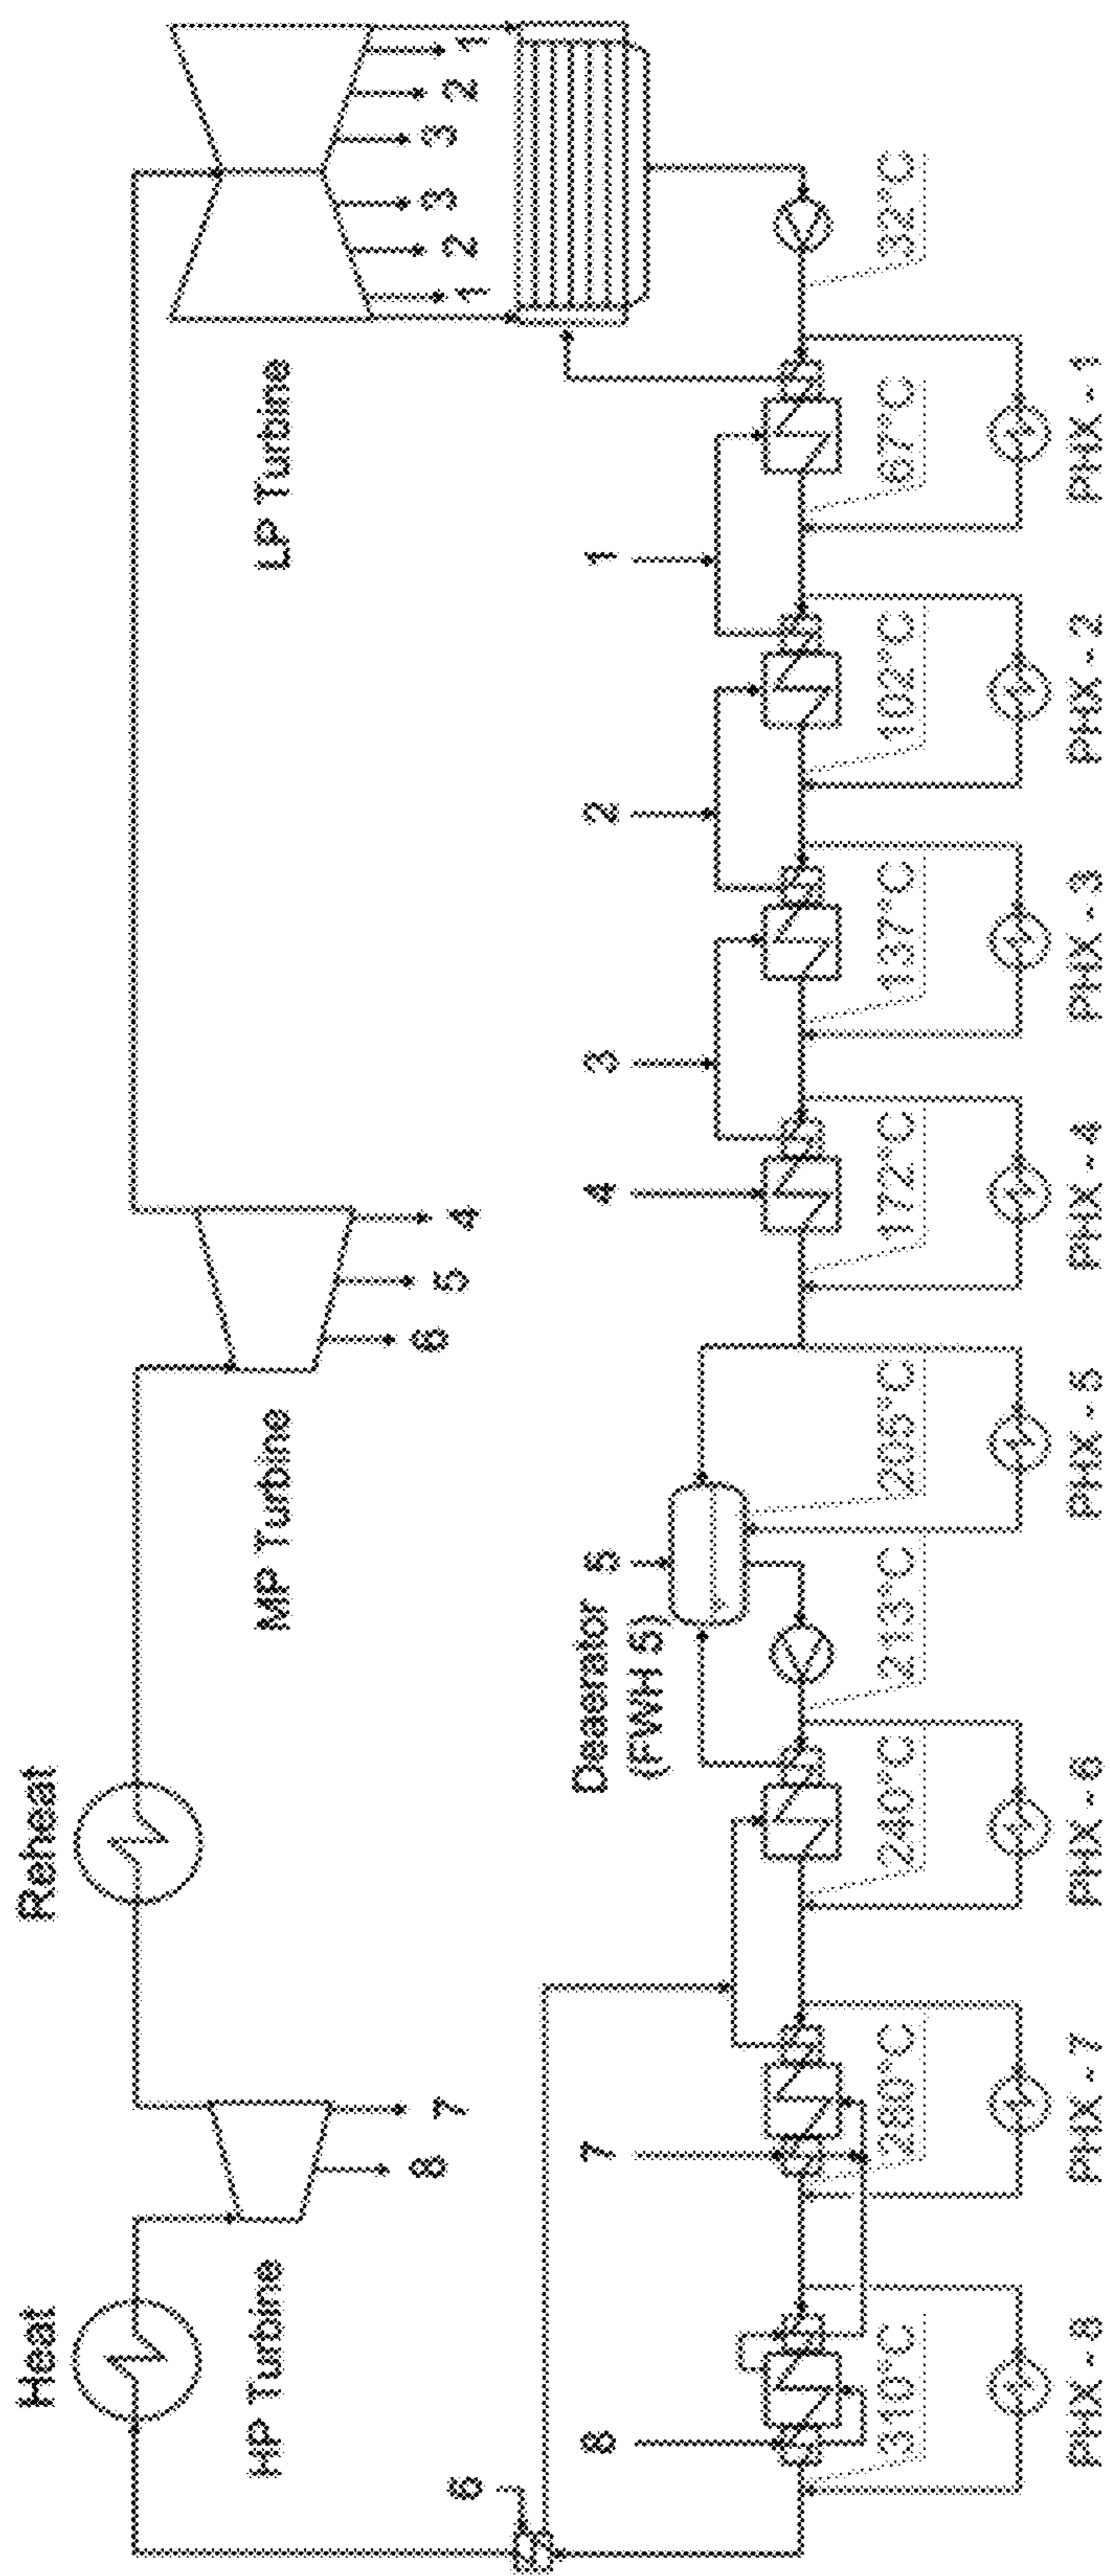 Heat
Reheat
HP Turbine
MP Turbine
LP Turbine
8
7
6
5
4
3
2
1
1
2
3
6
8
7
Deaerator
(FWH 5)
5
4
3
2
1
310°C
280°C
240°C
213°C
205°C
172°C
137°C
102°C
67°C
32°C
PHX - 8
PHX - 7
PHX - 6
PHX - 5
PHX - 4
PHX - 3
PHX - 2
PHX - 1